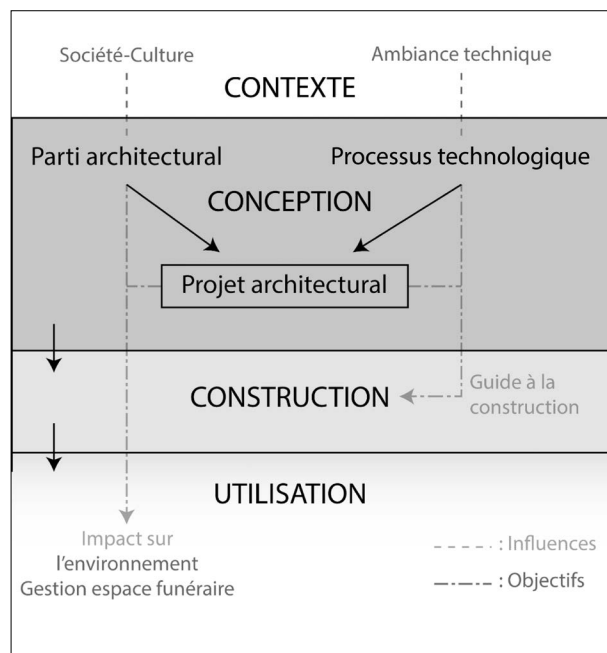 Société-Culture
Ambiance technique
CONTEXTE
Parti architectural
Processus technologique
CONCEPTION
Projet architectural
Guide à la
construction
CONSTRUCTION
UTILISATION
Impact sur
l'environnement
Gestion espace funéraire
: Influences
: Objectifs